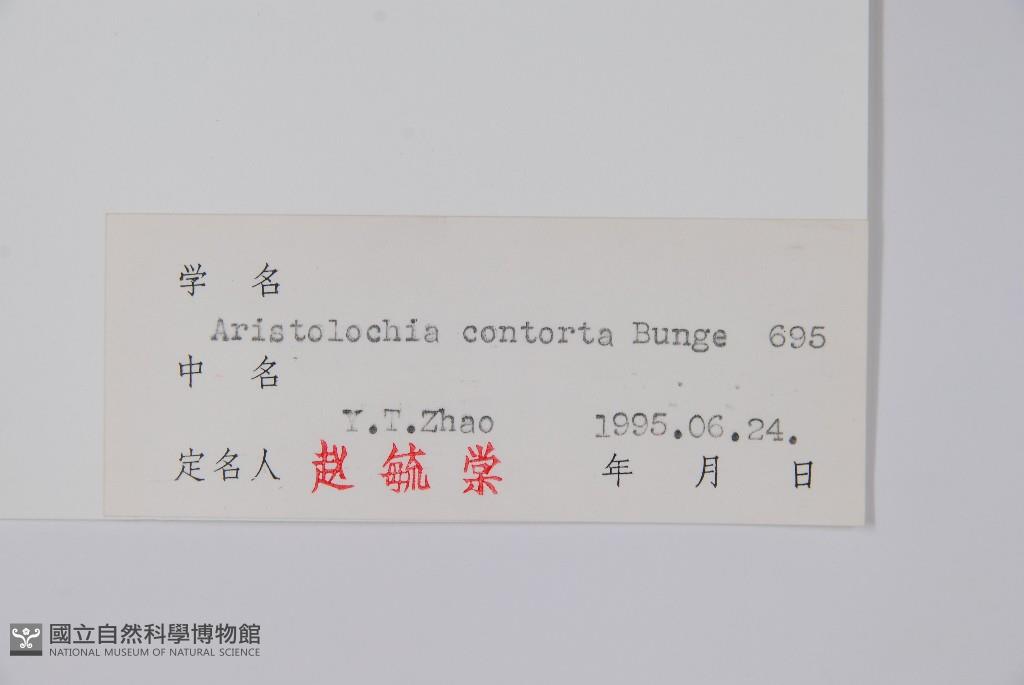 学 名
Aristolochia contorta Bunge 695
中 名
Y.T.Zhao 1995.06.24.
定名人 赵毓棠 年 月 日
國立自然科學博物館
NATIONAL MUSEUM OF NATURAL SCIENCE